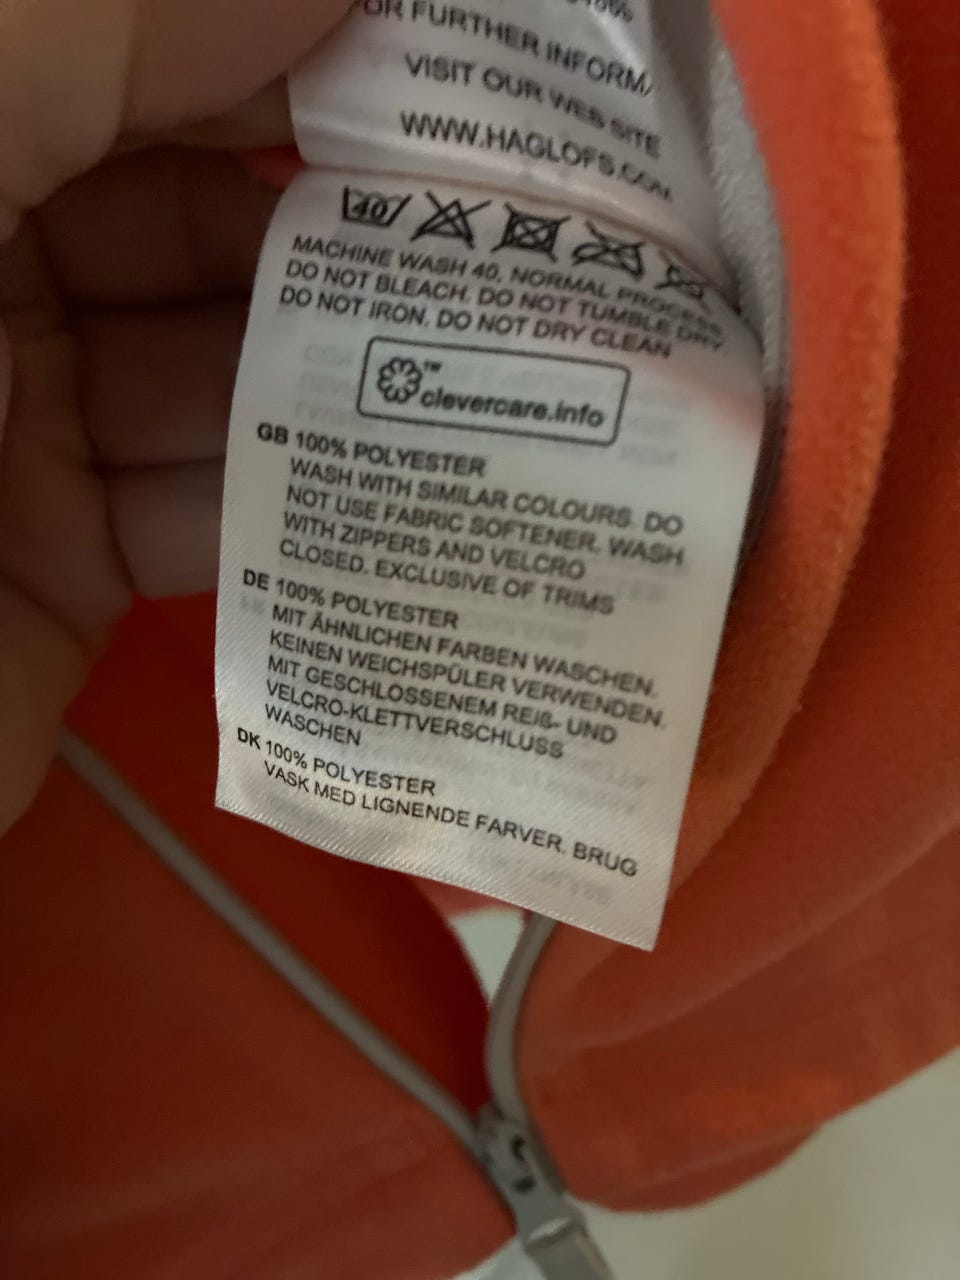 FURTHER INFORM
VISIT OUR WEB SITE
WWW.HAGLOFS.COM
40
MACHINE WASH 40, NORMAL PROCESS
DO NOT BLEACH. DO NOT TUMBLE DRY.
DO NOT IRON. DO NOT DRY CLEAN
™
clevercare.info
GB 100% POLYESTER
WASH WITH SIMILAR COLOURS. DO
NOT USE FABRIC SOFTENER. WASH
WITH ZIPPERS AND VELCRO
CLOSED. EXCLUSIVE OF TRIMS
DE 100% POLYESTER
MIT ÄHNLICHEN FARBEN WASCHEN.
KEINEN WEICHSPÜLER VERWENDEN.
MIT GESCHLOSSENEM REIß- UND
VELCRO-KLETTVERSCHLUSS
WASCHEN
DK 100% POLYESTER
VASK MED LIGNENDE FARVER. BRUG